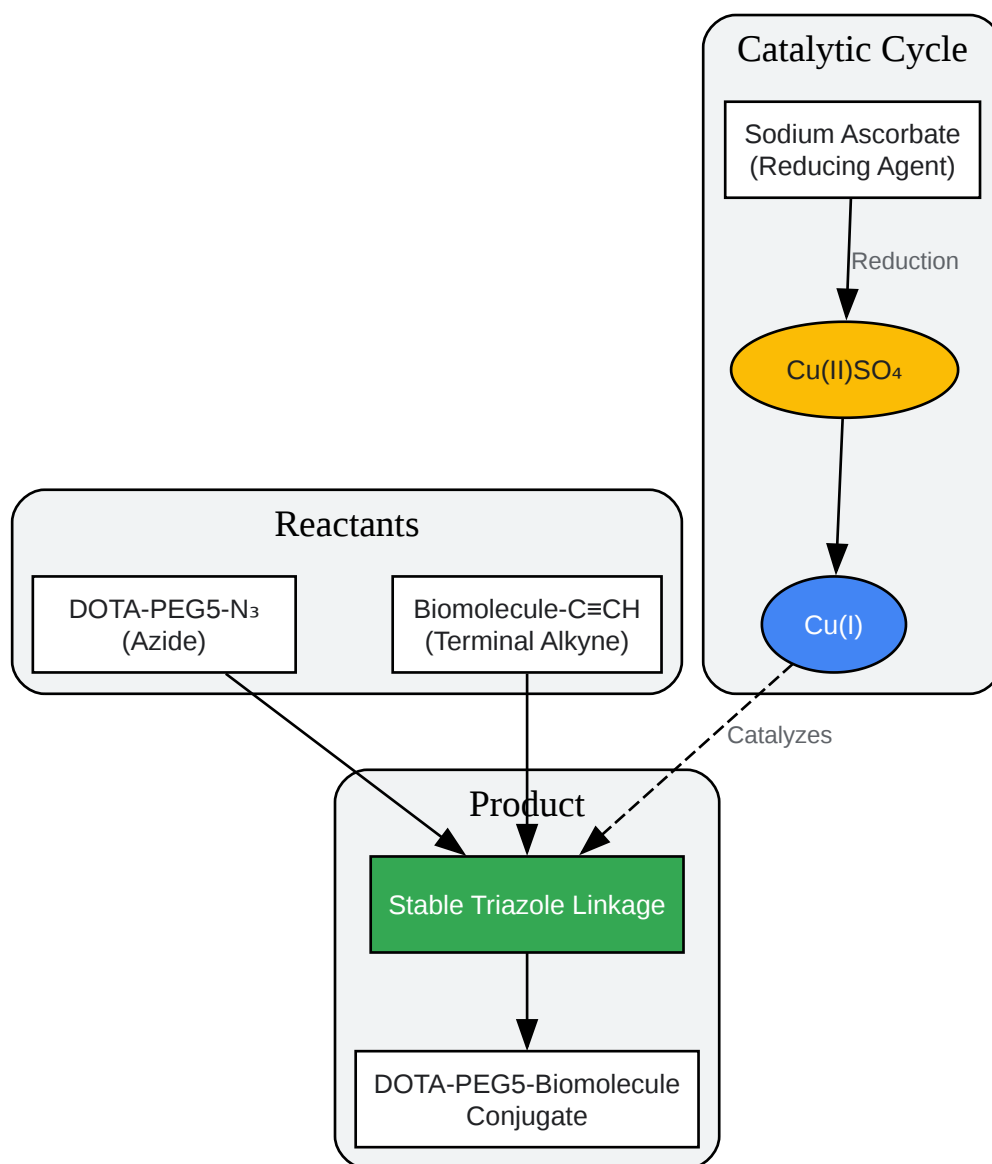 Catalytic Cycle
Sodium Ascorbate
(Reducing Agent)
Reduction
Cu(II)SO₄
Reactants
DOTA-PEG5-N₃
(Azide)
Biomolecule-C≡CH
(Terminal Alkyne)
Cu(I)
Catalyzes
Product
Stable Triazole Linkage
DOTA-PEG5-Biomolecule
Conjugate